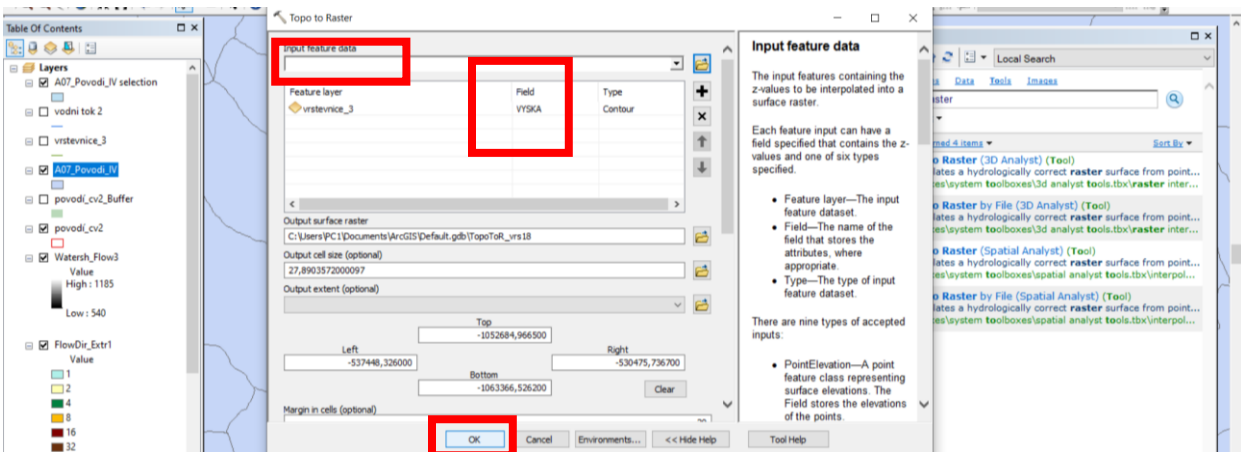 Table Of Contents
Layers
A07_Povodi_IV selection
vodni tok 2
vrstevnice_3
A07_Povodi_IV
povodí_cv2_Buffer
povodí_cv2
Watersh_Flow3
Value
High : 1185
Low : 540
FlowDir_Extr1
Value
1
2
4
8
16
32
Topo to Raster
Input feature data
Feature layer Field Type
vrstevnice_3 VYSKA Contour
Output surface raster
C:\Users\PC1\Documents\ArcGIS\Default.gdb\TopoToR_vrs18
Output cell size (optional)
27,8903572000097
Output extent (optional)
Top
-1052684,966500
Left Right
-537448,326000 -530475,736700
Bottom
-1063366,526200
Clear
Margin in cells (optional)
OK Cancel Environments... << Hide Help Tool Help
Input feature data
The input features containing the
z-values to be interpolated into a
surface raster.
Each feature input can have a
field specified that contains the z-
values and one of six types
specified.
• Feature layer—The input
feature dataset.
• Field—The name of the
field that stores the
attributes, where
appropriate.
• Type—The type of input
feature dataset.
There are nine types of accepted
inputs:
• PointElevation—A point
feature class representing
surface elevations. The
Field stores the elevations
of the points.
Local Search
Data Tools Images
Sort By
o Raster (3D Analyst) (Tool)
lates a hydrologically correct raster surface from point...
es\system toolboxes\3d analyst tools.tbx\raster inter...
o Raster by File (3D Analyst) (Tool)
lates a hydrologically correct raster surface from point...
es\system toolboxes\3d analyst tools.tbx\raster inter...
o Raster (Spatial Analyst) (Tool)
lates a hydrologically correct raster surface from point...
es\system toolboxes\spatial analyst tools.tbx\interpol...
o Raster by File (Spatial Analyst) (Tool)
lates a hydrologically correct raster surface from point...
es\system toolboxes\spatial analyst tools.tbx\interpol...